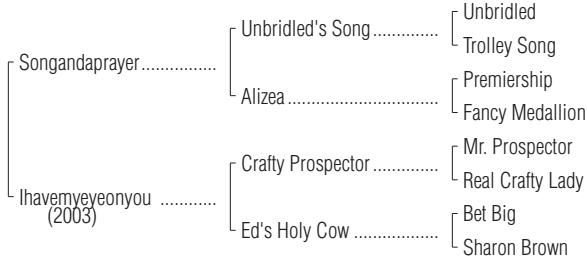 Songandaprayer
Ihavemyeyeonyou
(2003)
Unbridled's Song
Alizea
Crafty Prospector
Ed's Holy Cow
Unbridled
Trolley Song
Premiership
Fancy Medallion
Mr. Prospector
Real Crafty Lady
Bet Big
Sharon Brown